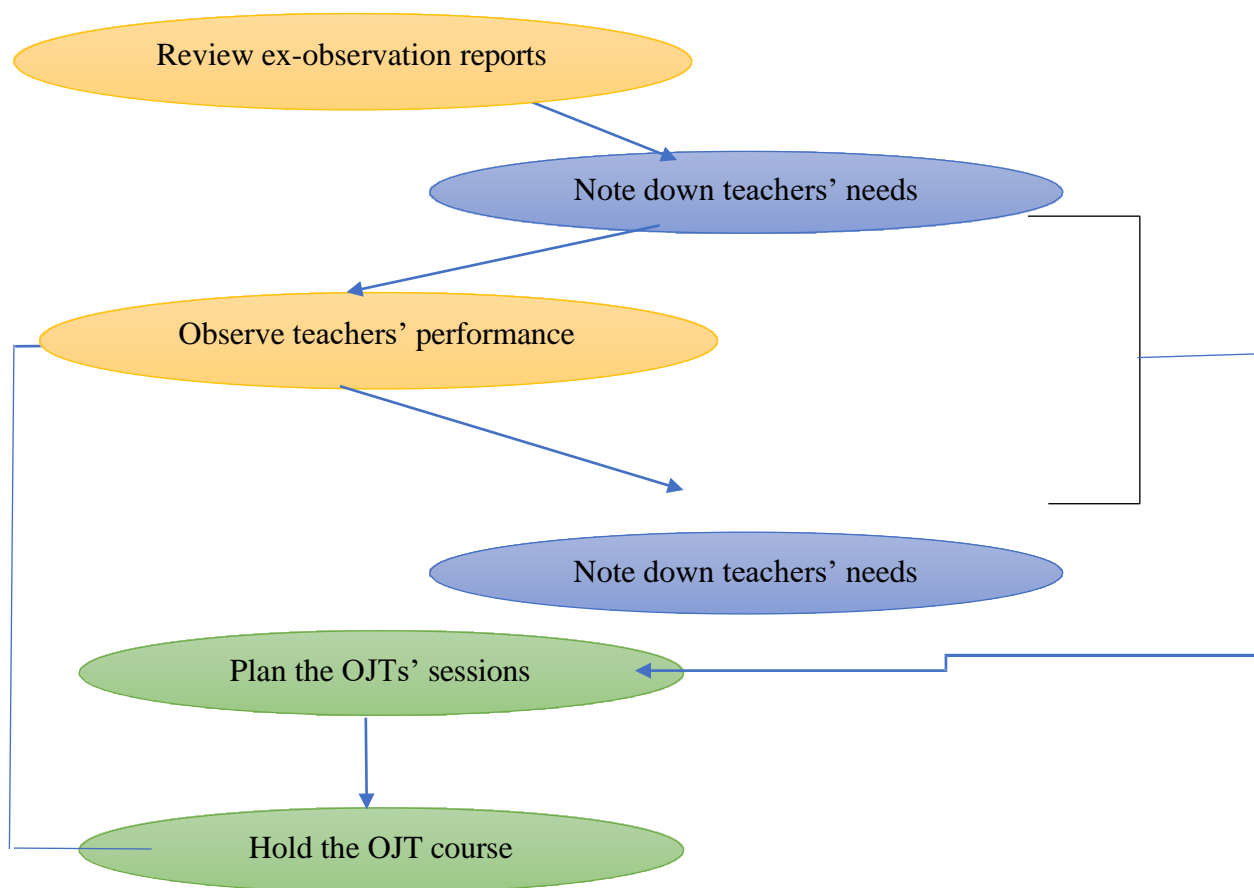 Review ex-observation reports
Note down teachers’ needs
Observe teachers’ performance
Note down teachers’ needs
Plan the OJTs’ sessions
Hold the OJT course